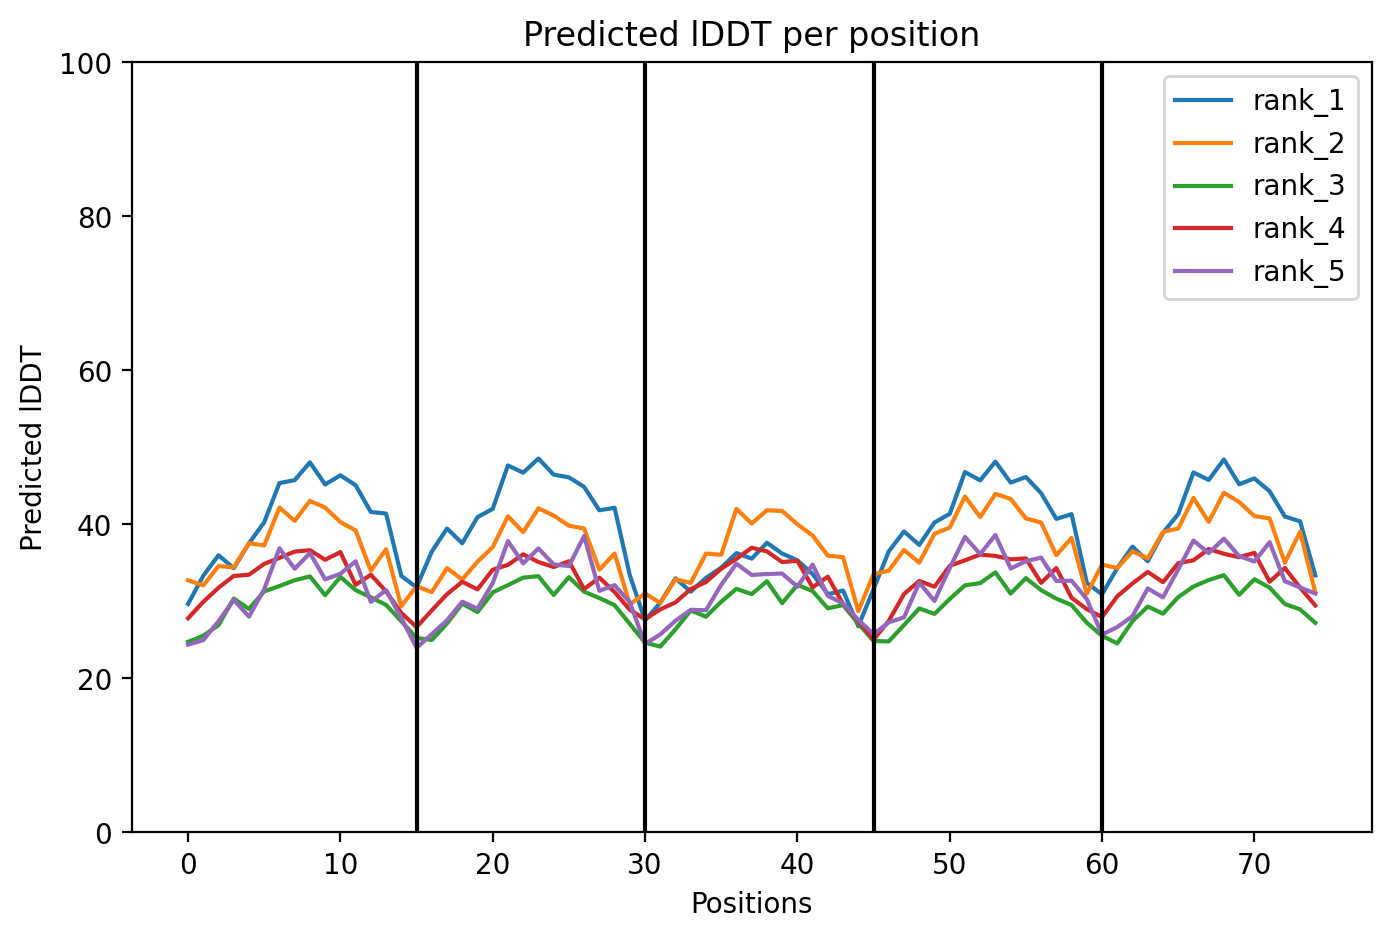 Predicted lDDT per position
100
80
60
40
20
0
Predicted lDDT
rank_1
rank_2
rank_3
rank_4
rank_5
0 10 20 30 40 50 60 70
Positions